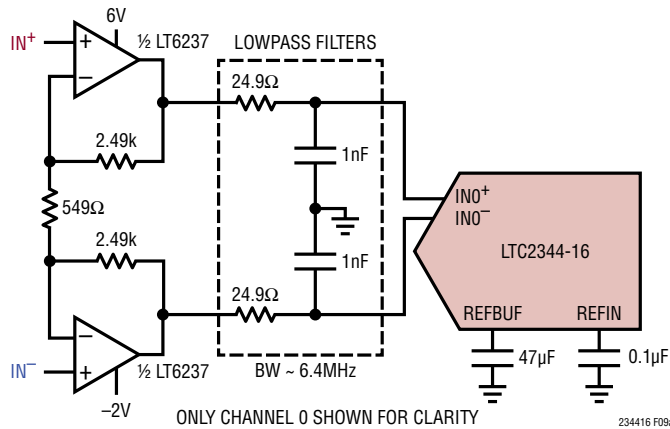 6V
IN+
½ LT6237
LOWPASS FILTERS
+
–
24.9Ω
2.49k
1nF
549Ω
IN0+
IN0–
2.49k
LTC2344-16
1nF
24.9Ω
REFBUF
REFIN
–
+
IN–
½ LT6237
BW ~ 6.4MHz
47µF
0.1µF
–2V
ONLY CHANNEL 0 SHOWN FOR CLARITY